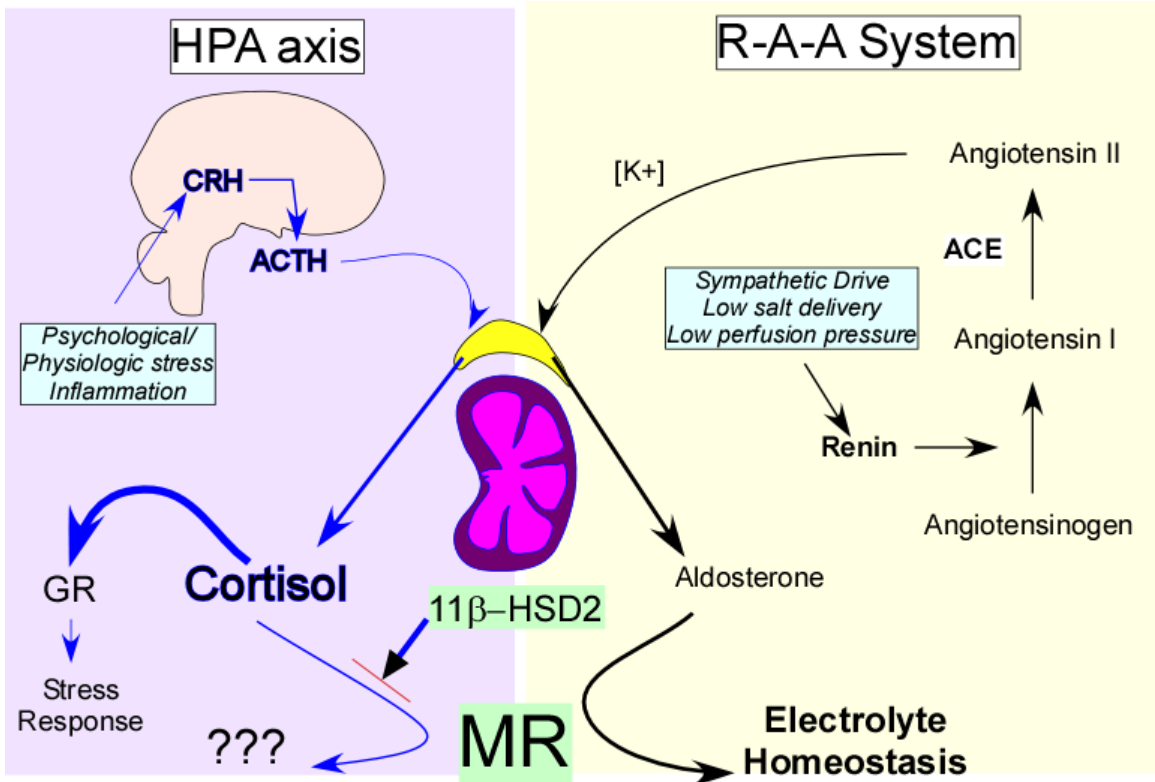 HPA axis
CRH
ACTH
Psychological/
Physiologic stress
Inflammation
GR
Cortisol
Stress
Response
???
11β–HSD2
MR
R-A-A System
[K+]
Angiotensin II
ACE
Sympathetic Drive
Low salt delivery
Low perfusion pressure
Angiotensin I
Renin
Angiotensinogen
Aldosterone
Electrolyte
Homeostasis